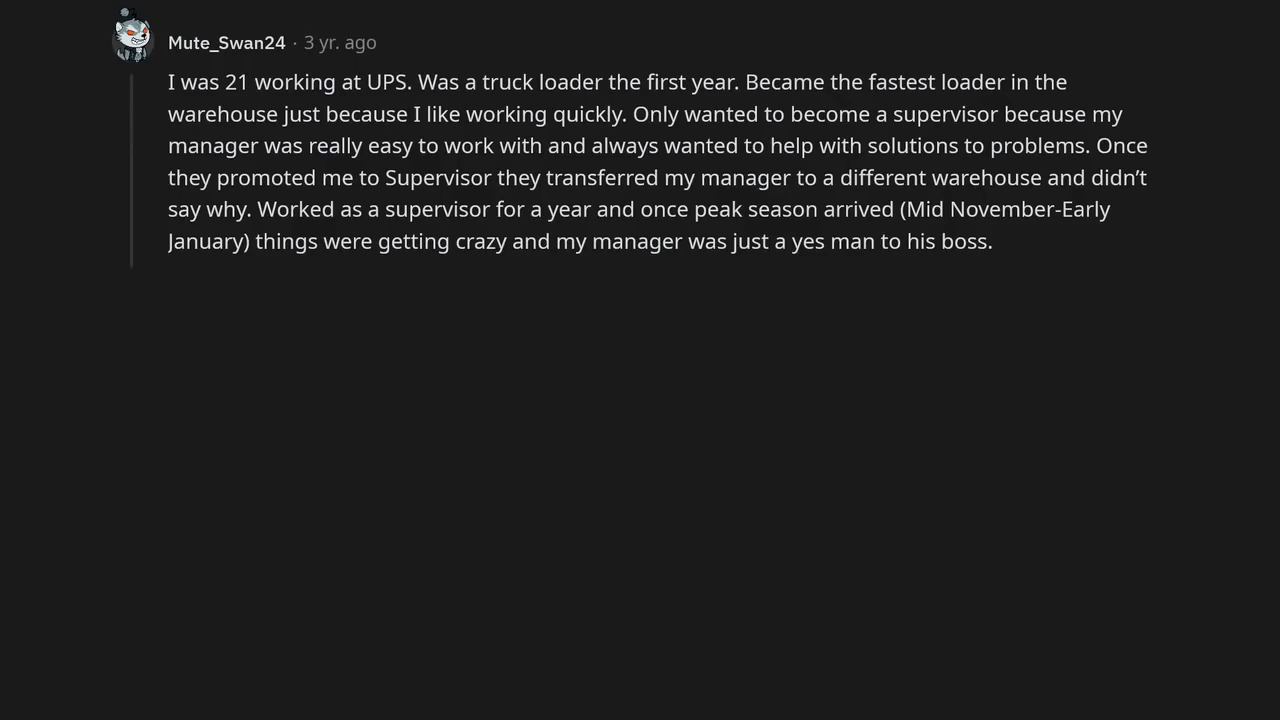 Mute_Swan24 · 3 yr. ago
I was 21 working at UPS. Was a truck loader the first year. Became the fastest loader in the
warehouse just because I like working quickly. Only wanted to become a supervisor because my
manager was really easy to work with and always wanted to help with solutions to problems. Once
they promoted me to Supervisor they transferred my manager to a different warehouse and didn’t
say why. Worked as a supervisor for a year and once peak season arrived (Mid November-Early
January) things were getting crazy and my manager was just a yes man to his boss.